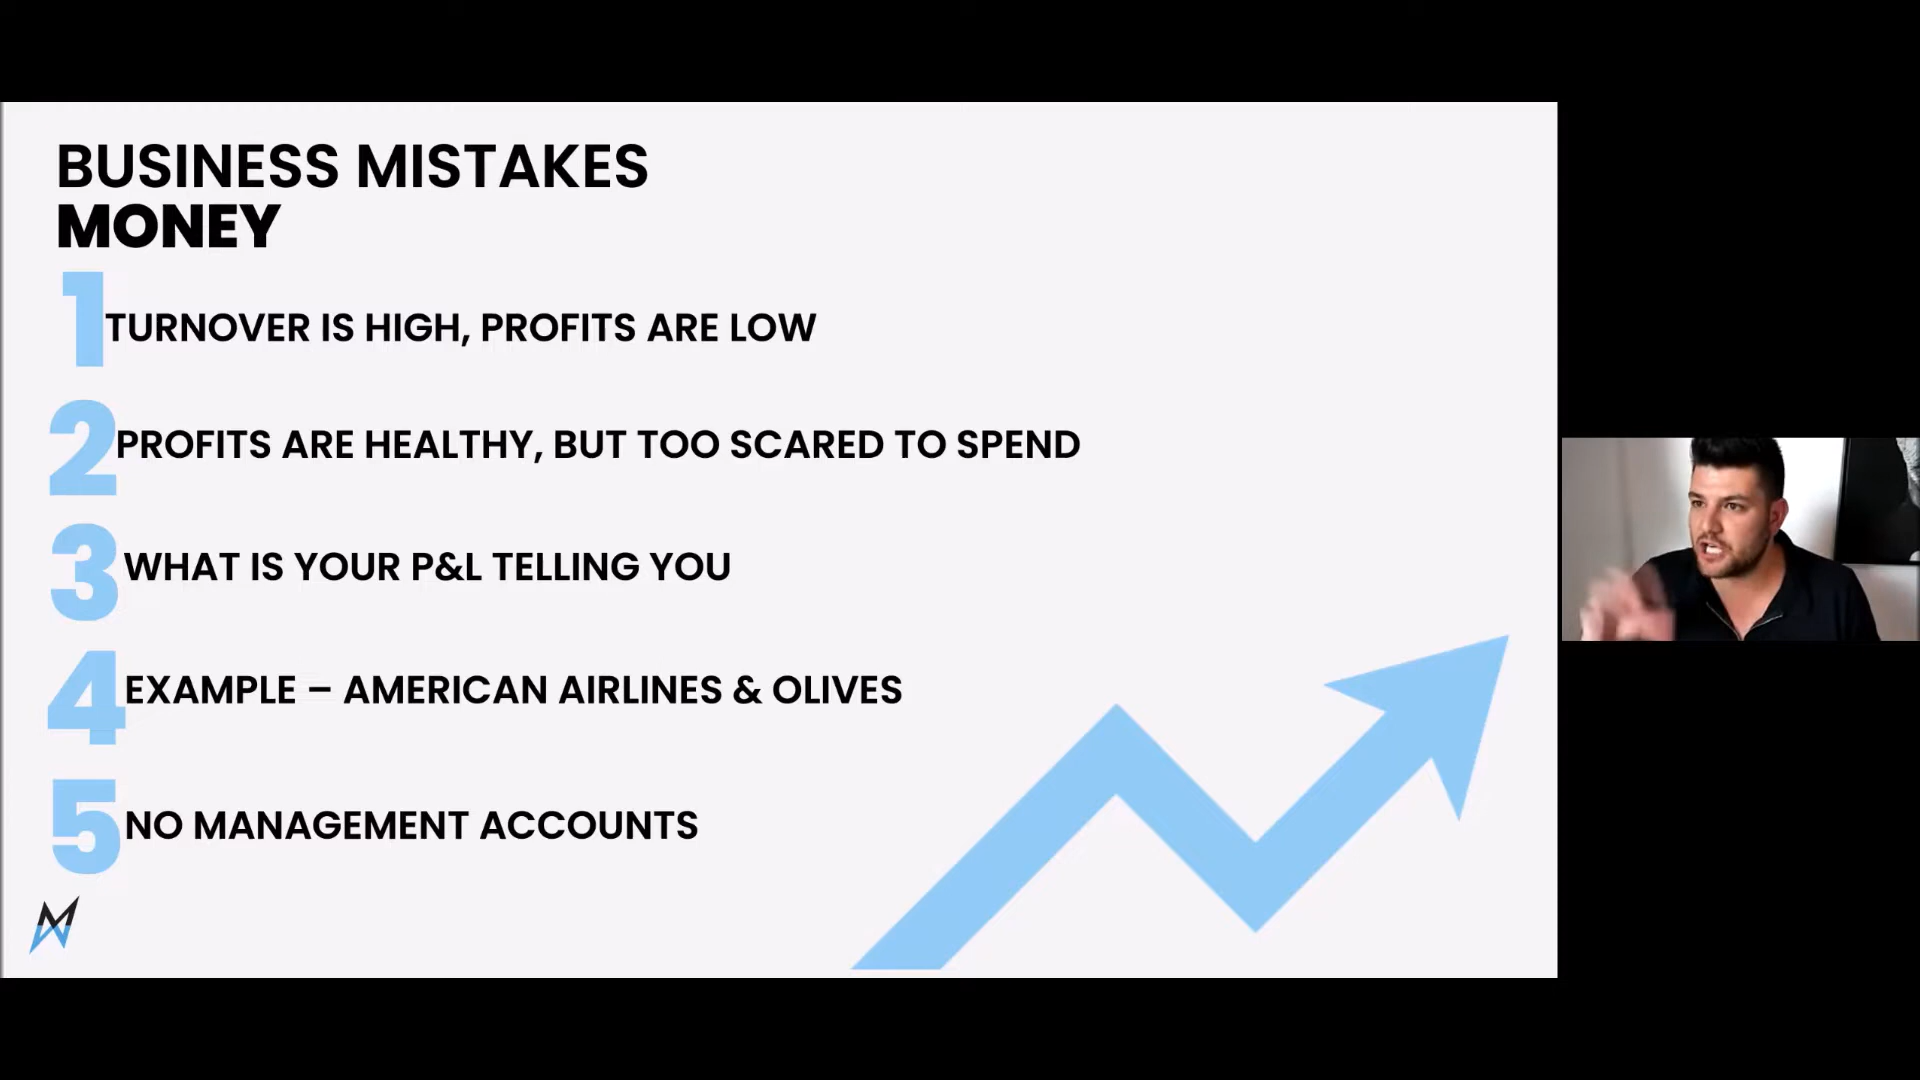 BUSINESS MISTAKES
MONEY
1 TURNOVER IS HIGH, PROFITS ARE LOW
2 PROFITS ARE HEALTHY, BUT TOO SCARED TO SPEND
3 WHAT IS YOUR P&L TELLING YOU
4 EXAMPLE – AMERICAN AIRLINES & OLIVES
5 NO MANAGEMENT ACCOUNTS